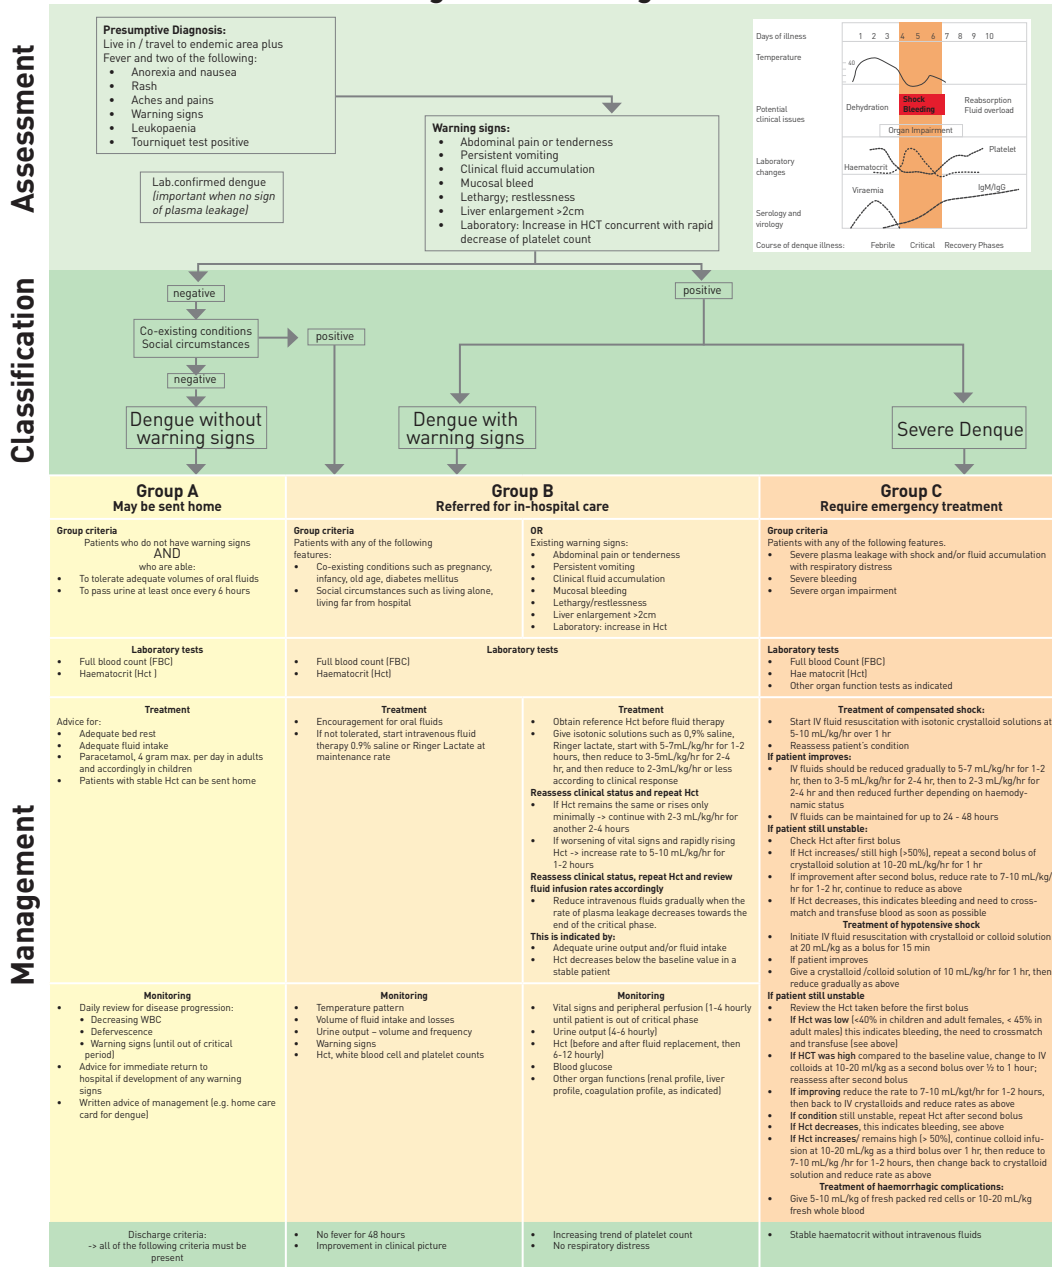 Assessment
Presumptive Diagnosis:
Live in / travel to endemic area plus
Fever and two of the following:
• Anorexia and nausea
• Rash
• Aches and pains
• Warning signs
• Leukopaenia
• Tourniquet test positive
Lab.confirmed dengue
(important when no sign
of plasma leakage)
Warning signs:
• Abdominal pain or tenderness
• Persistent vomiting
• Clinical fluid accumulation
• Mucosal bleed
• Lethargy; restlessness
• Liver enlargement >2cm
• Laboratory: Increase in HCT concurrent with rapid
decrease of platelet count
Days of illness 1 2 3 4 5 6 7 8 9 10
Temperature
40
Potential
clinical issues
Dehydration
Shock
Bleeding
Reabsorption
Fluid overload
Organ Impairment
Laboratory
changes
Platelet
Haematocrit
Serology and
virology
Viraemia
IgM/IgG
Course of denque illness: Febrile Critical Recovery Phases
Classification
negative
positive
Co-existing conditions
Social circumstances
positive
negative
Dengue without
warning signs
Dengue with
warning signs
Severe Denque
Management
Group A
May be sent home
Group B
Referred for in-hospital care
Group C
Require emergency treatment
Group criteria
Patients who do not have warning signs
AND
who are able:
• To tolerate adequate volumes of oral fluids
• To pass urine at least once every 6 hours
Group criteria
Patients with any of the following
features:
• Co-existing conditions such as pregnancy,
infancy, old age, diabetes mellitus
• Social circumstances such as living alone,
living far from hospital
OR
Existing warning signs:
• Abdominal pain or tenderness
• Persistent vomiting
• Clinical fluid accumulation
• Mucosal bleeding
• Lethargy/restlessness
• Liver enlargement >2cm
• Laboratory: increase in Hct
Group criteria
Patients with any of the following features.
• Severe plasma leakage with shock and/or fluid accumulation
with respiratory distress
• Severe bleeding
• Severe organ impairment
Laboratory tests
• Full blood count (FBC)
• Haematocrit (Hct )
Laboratory tests
• Full blood count (FBC)
• Haematocrit (Hct)
Laboratory tests
• Full blood Count (FBC)
• Hae matocrit (Hct)
• Other organ function tests as indicated
Treatment
Advice for:
• Adequate bed rest
• Adequate fluid intake
• Paracetamol, 4 gram max. per day in adults
and accordingly in children
• Patients with stable Hct can be sent home
Treatment
• Encouragement for oral fluids
• If not tolerated, start intravenous fluid
therapy 0.9% saline or Ringer Lactate at
maintenance rate
Treatment
• Obtain reference Hct before fluid therapy
• Give isotonic solutions such as 0,9% saline,
Ringer lactate, start with 5-7mL/kg/hr for 1-2
hours, then reduce to 3-5mL/kg/hr for 2-4
hr, and then reduce to 2-3mL/kg/hr or less
according to clinical response
Reassess clinical status and repeat Hct
• If Hct remains the same or rises only
minimally -> continue with 2-3 mL/kg/hr for
another 2-4 hours
• If worsening of vital signs and rapidly rising
Hct -> increase rate to 5-10 mL/kg/hr for
1-2 hours
Reassess clinical status, repeat Hct and review
fluid infusion rates accordingly
• Reduce intravenous fluids gradually when the
rate of plasma leakage decreases towards the
end of the critical phase.
This is indicated by:
• Adequate urine output and/or fluid intake
• Hct decreases below the baseline value in a
stable patient
Treatment of compensated shock:
• Start IV fluid resuscitation with isotonic crystalloid solutions at
5-10 mL/kg/hr over 1 hr
• Reassess patient's condition
If patient improves:
• IV fluids should be reduced gradually to 5-7 mL/kg/hr for 1-2
hr, then to 3-5 mL/kg/hr for 2-4 hr, then to 2-3 mL/kg/hr for
2-4 hr and then reduced further depending on haemody-
namic status
• IV fluids can be maintained for up to 24 - 48 hours
If patient still unstable:
• Check Hct after first bolus
• If Hct increases/ still high (>50%), repeat a second bolus of
crystalloid solution at 10-20 mL/kg/hr for 1 hr
• If improvement after second bolus, reduce rate to 7-10 mL/kg/
hr for 1-2 hr, continue to reduce as above
• If Hct decreases, this indicates bleeding and need to cross-
match and transfuse blood as soon as possible
Treatment of hypotensive shock
• Initiate IV fluid resuscitation with crystalloid or colloid solution
at 20 mL/kg as a bolus for 15 min
• If patient improves
• Give a crystalloid /colloid solution of 10 mL/kg/hr for 1 hr, then
reduce gradually as above
If patient still unstable
• Review the Hct taken before the first bolus
• If Hct was low (<40% in children and adult females, < 45% in
adult males) this indicates bleeding, the need to crossmatch
and transfuse (see above)
• If HCT was high compared to the baseline value, change to IV
colloids at 10-20 ml/kg as a second bolus over ½ to 1 hour;
reassess after second bolus
• If improving reduce the rate to 7-10 mL/kgt/hr for 1-2 hours,
then back to IV crystalloids and reduce rates as above
• If condition still unstable, repeat Hct after second bolus
• If Hct decreases, this indicates bleeding, see above
• If Hct increases/ remains high (> 50%), continue colloid infu-
sion at 10-20 mL/kg as a third bolus over 1 hr, then reduce to
7-10 mL/kg /hr for 1-2 hours, then change back to crystalloid
solution and reduce rate as above
Treatment of haemorrhagic complications:
• Give 5-10 mL/kg of fresh packed red cells or 10-20 mL/kg
fresh whole blood
Monitoring
• Daily review for disease progression:
• Decreasing WBC
• Defervescence
• Warning signs (until out of critical
period)
• Advice for immediate return to
hospital if development of any warning
signs
• Written advice of management (e.g. home care
card for dengue)
Monitoring
• Temperature pattern
• Volume of fluid intake and losses
• Urine output – volume and frequency
• Warning signs
• Hct, white blood cell and platelet counts
Monitoring
• Vital signs and peripheral perfusion (1-4 hourly
until patient is out of critical phase
• Urine output (4-6 hourly)
• Hct (before and after fluid replacement, then
6-12 hourly)
• Blood glucose
• Other organ functions (renal profile, liver
profile, coagulation profile, as indicated)
Discharge criteria:
-> all of the following criteria must be
present
• No fever for 48 hours
• Improvement in clinical picture
• Increasing trend of platelet count
• No respiratory distress
• Stable haematocrit without intravenous fluids